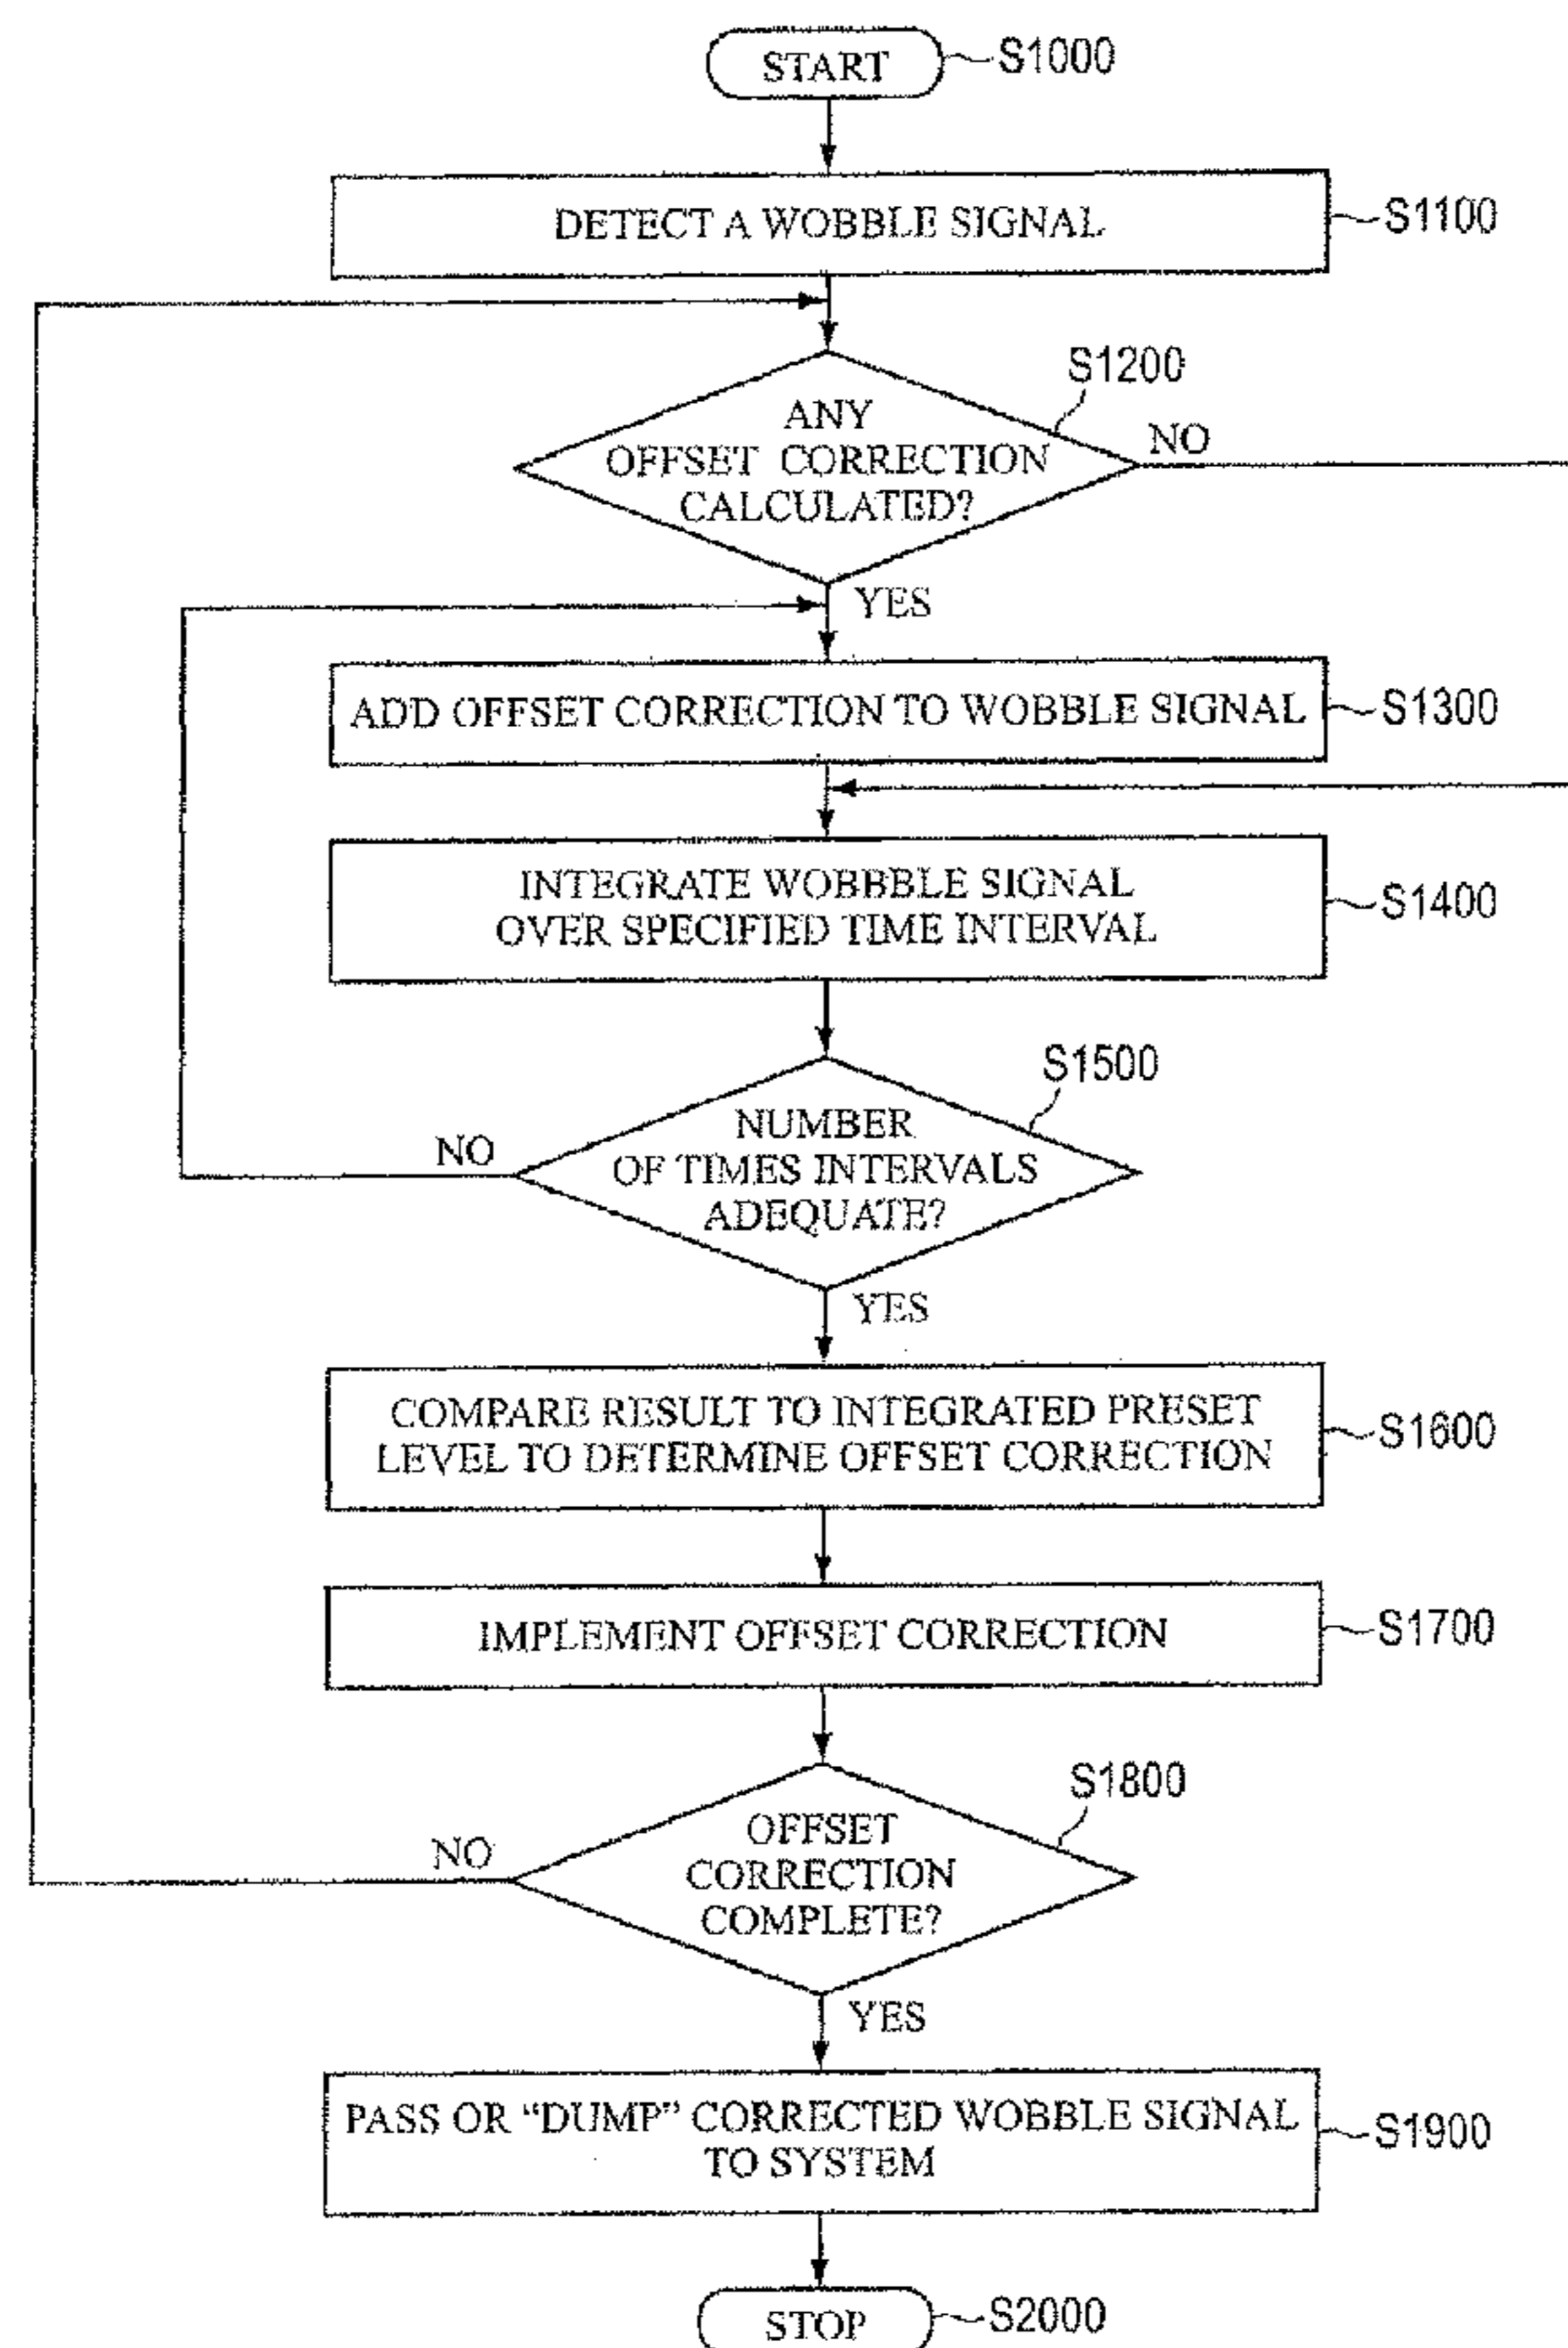 START
S1000
DETECT A WOBBLE SIGNAL
S1100
S1200
ANY
OFFSET CORRECTION
CALCULATED?
NO
YES
ADD OFFSET CORRECTION TO WOBBLE SIGNAL
S1300
INTEGRATE WOBBBLE SIGNAL
OVER SPECIFIED TIME INTERVAL
S1400
S1500
NUMBER
OF TIMES INTERVALS
ADEQUATE?
NO
YES
COMPARE RESULT TO INTEGRATED PRESET
LEVEL TO DETERMINE OFFSET CORRECTION
S1600
IMPLEMENT OFFSET CORRECTION
S1700
S1800
OFFSET
CORRECTION
COMPLETE?
NO
YES
PASS OR “DUMP” CORRECTED WOBBLE SIGNAL
TO SYSTEM
S1900
STOP
S2000